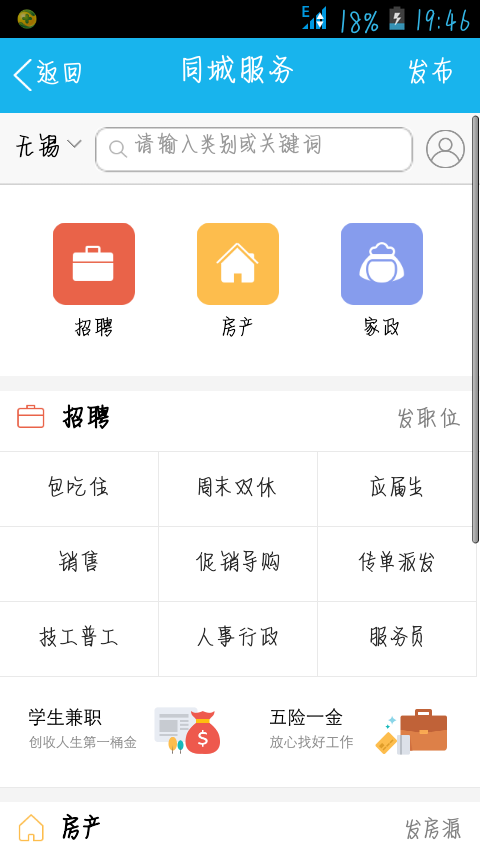 E 18% 19:46
返回 同城服务 发布
无锡 请输入类别或关键词
招聘 房产 家政
招聘 发职位
包吃住 周末双休 应届生
销售 促销导购 传单派发
技工普工 人事行政 服务员
学生兼职 五险一金
创收人生第一桶金 放心找好工作
房产 发房源